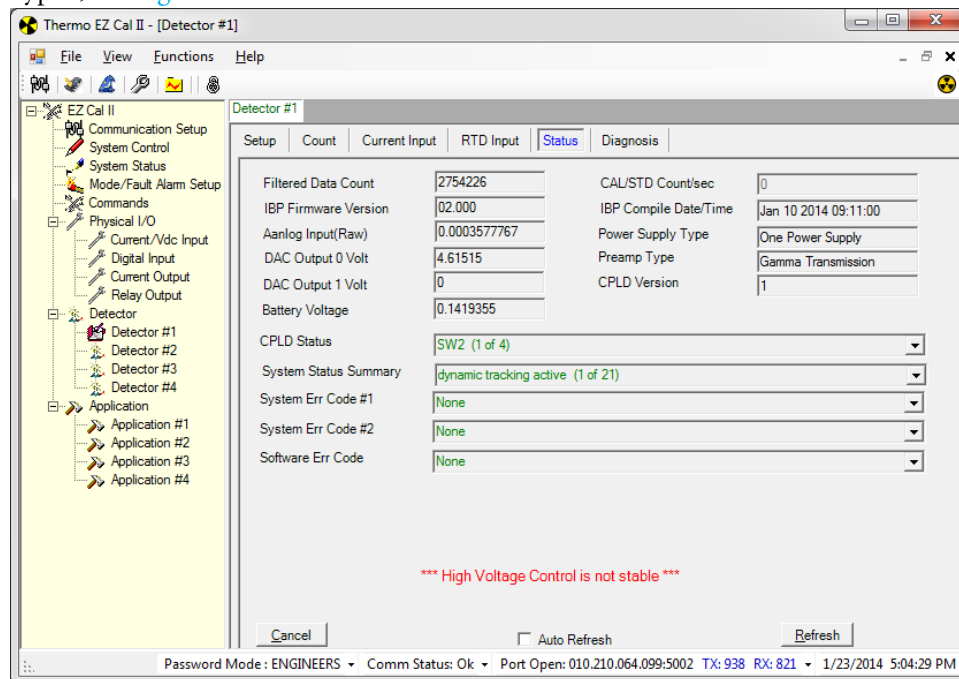 Thermo EZ Cal II - [Detector #1]
File View Functions Help
EZ Cal II
Communication Setup
System Control
System Status
Mode/Fault Alarm Setup
Commands
Physical I/O
Current/Vdc Input
Digital Input
Current Output
Relay Output
Detector
Detector #1
Detector #2
Detector #3
Detector #4
Application
Application #1
Application #2
Application #3
Application #4
Detector #1
Setup Count Current Input RTD Input Status Diagnosis
Filtered Data Count 2754226 CAL/STD Count/sec 0
IBP Firmware Version 02.000 IBP Compile Date/Time Jan 10 2014 09:11:00
Aanlog Input(Raw) 0.0003577767 Power Supply Type One Power Supply
DAC Output 0 Volt 4.61515 Preamp Type Gamma Transmission
DAC Output 1 Volt 0 CPLD Version 1
Battery Voltage 0.1419355
CPLD Status SW2 (1 of 4)
System Status Summary dynamic tracking active (1 of 21)
System Err Code #1 None
System Err Code #2 None
Software Err Code None
*** High Voltage Control is not stable ***
Cancel Auto Refresh Refresh
Password Mode : ENGINEERS Comm Status: Ok Port Open: 010.210.064.099:5002 TX: 938 RX: 821 1/23/2014 5:04:29 PM